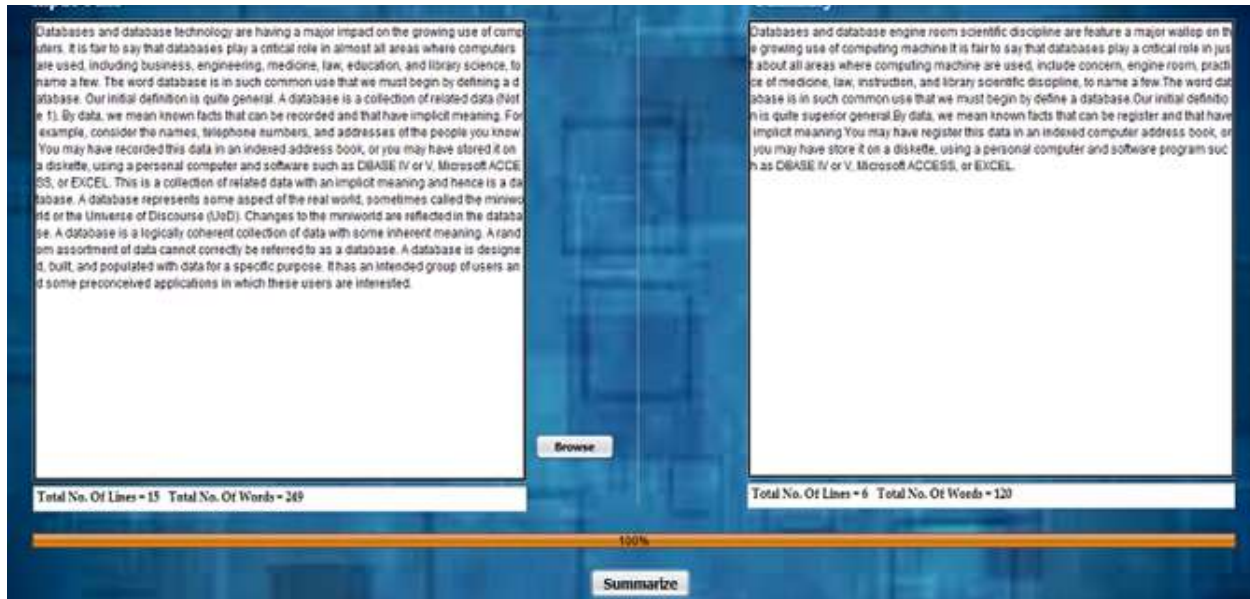 Databases and database technology are having a major impact on the growing use of comp
uters. It is fair to say that databases play a critical role in almost all areas where computers
are used, including business, engineering, medicine, law, education, and library science, to
name a few. The word database is in such common use that we must begin by defining a d
atabase. Our initial definition is quite general. A database is a collection of related data (Not
e 1). By data, we mean known facts that can be recorded and that have implicit meaning. For
example, consider the names, telephone numbers, and addresses of the people you know.
You may have recorded this data in an indexed address book, or you may have stored it on
a diskette, using a personal computer and software such as DBASE IV or V, Microsoft ACCE
SS, or EXCEL. This is a collection of related data with an implicit meaning and hence is a da
tabase. A database represents some aspect of the real world, sometimes called the miniwo
rld or the Universe of Discourse (UoD). Changes to the miniworld are reflected in the databa
se. A database is a logically coherent collection of data with some inherent meaning. A rand
om assortment of data cannot correctly be referred to as a database. A database is designe
d, built, and populated with data for a specific purpose. It has an intended group of users an
d some preconceived applications in which these users are interested.
Browse
Total No. Of Lines = 15 Total No. Of Words = 249
Databases and database engine room scientific discipline are feature a major wallop on th
e growing use of computing machine.It is fair to say that databases play a critical role in jus
t about all areas where computing machine are used, include concern, engine room, practi
ce of medicine, law, instruction, and library scientific discipline, to name a few.The word dat
abase is in such common use that we must begin by define a database.Our initial definitio
n is quite superior general.By data, we mean known facts that can be register and that have
implicit meaning.You may have register this data in an indexed computer address book, or
you may have store it on a diskette, using a personal computer and software program suc
h as DBASE IV or V, Microsoft ACCESS, or EXCEL.
Total No. Of Lines = 6 Total No. Of Words = 120
100%
Summarize